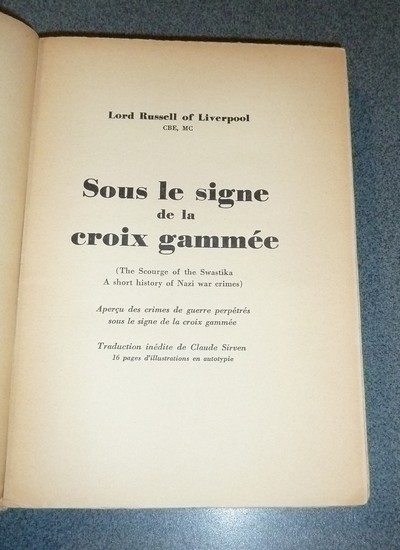 Lord Russell of Liverpool
CBE, MC
Sous le signe
de la
croix gammée
(The Scourge of the Swastika
A short history of Nazi war crimes)
Aperçu des crimes de guerre perpétrés
sous le signe de la croix gammée
Traduction inédite de Claude Sirven
16 pages d'illustrations en autotypie